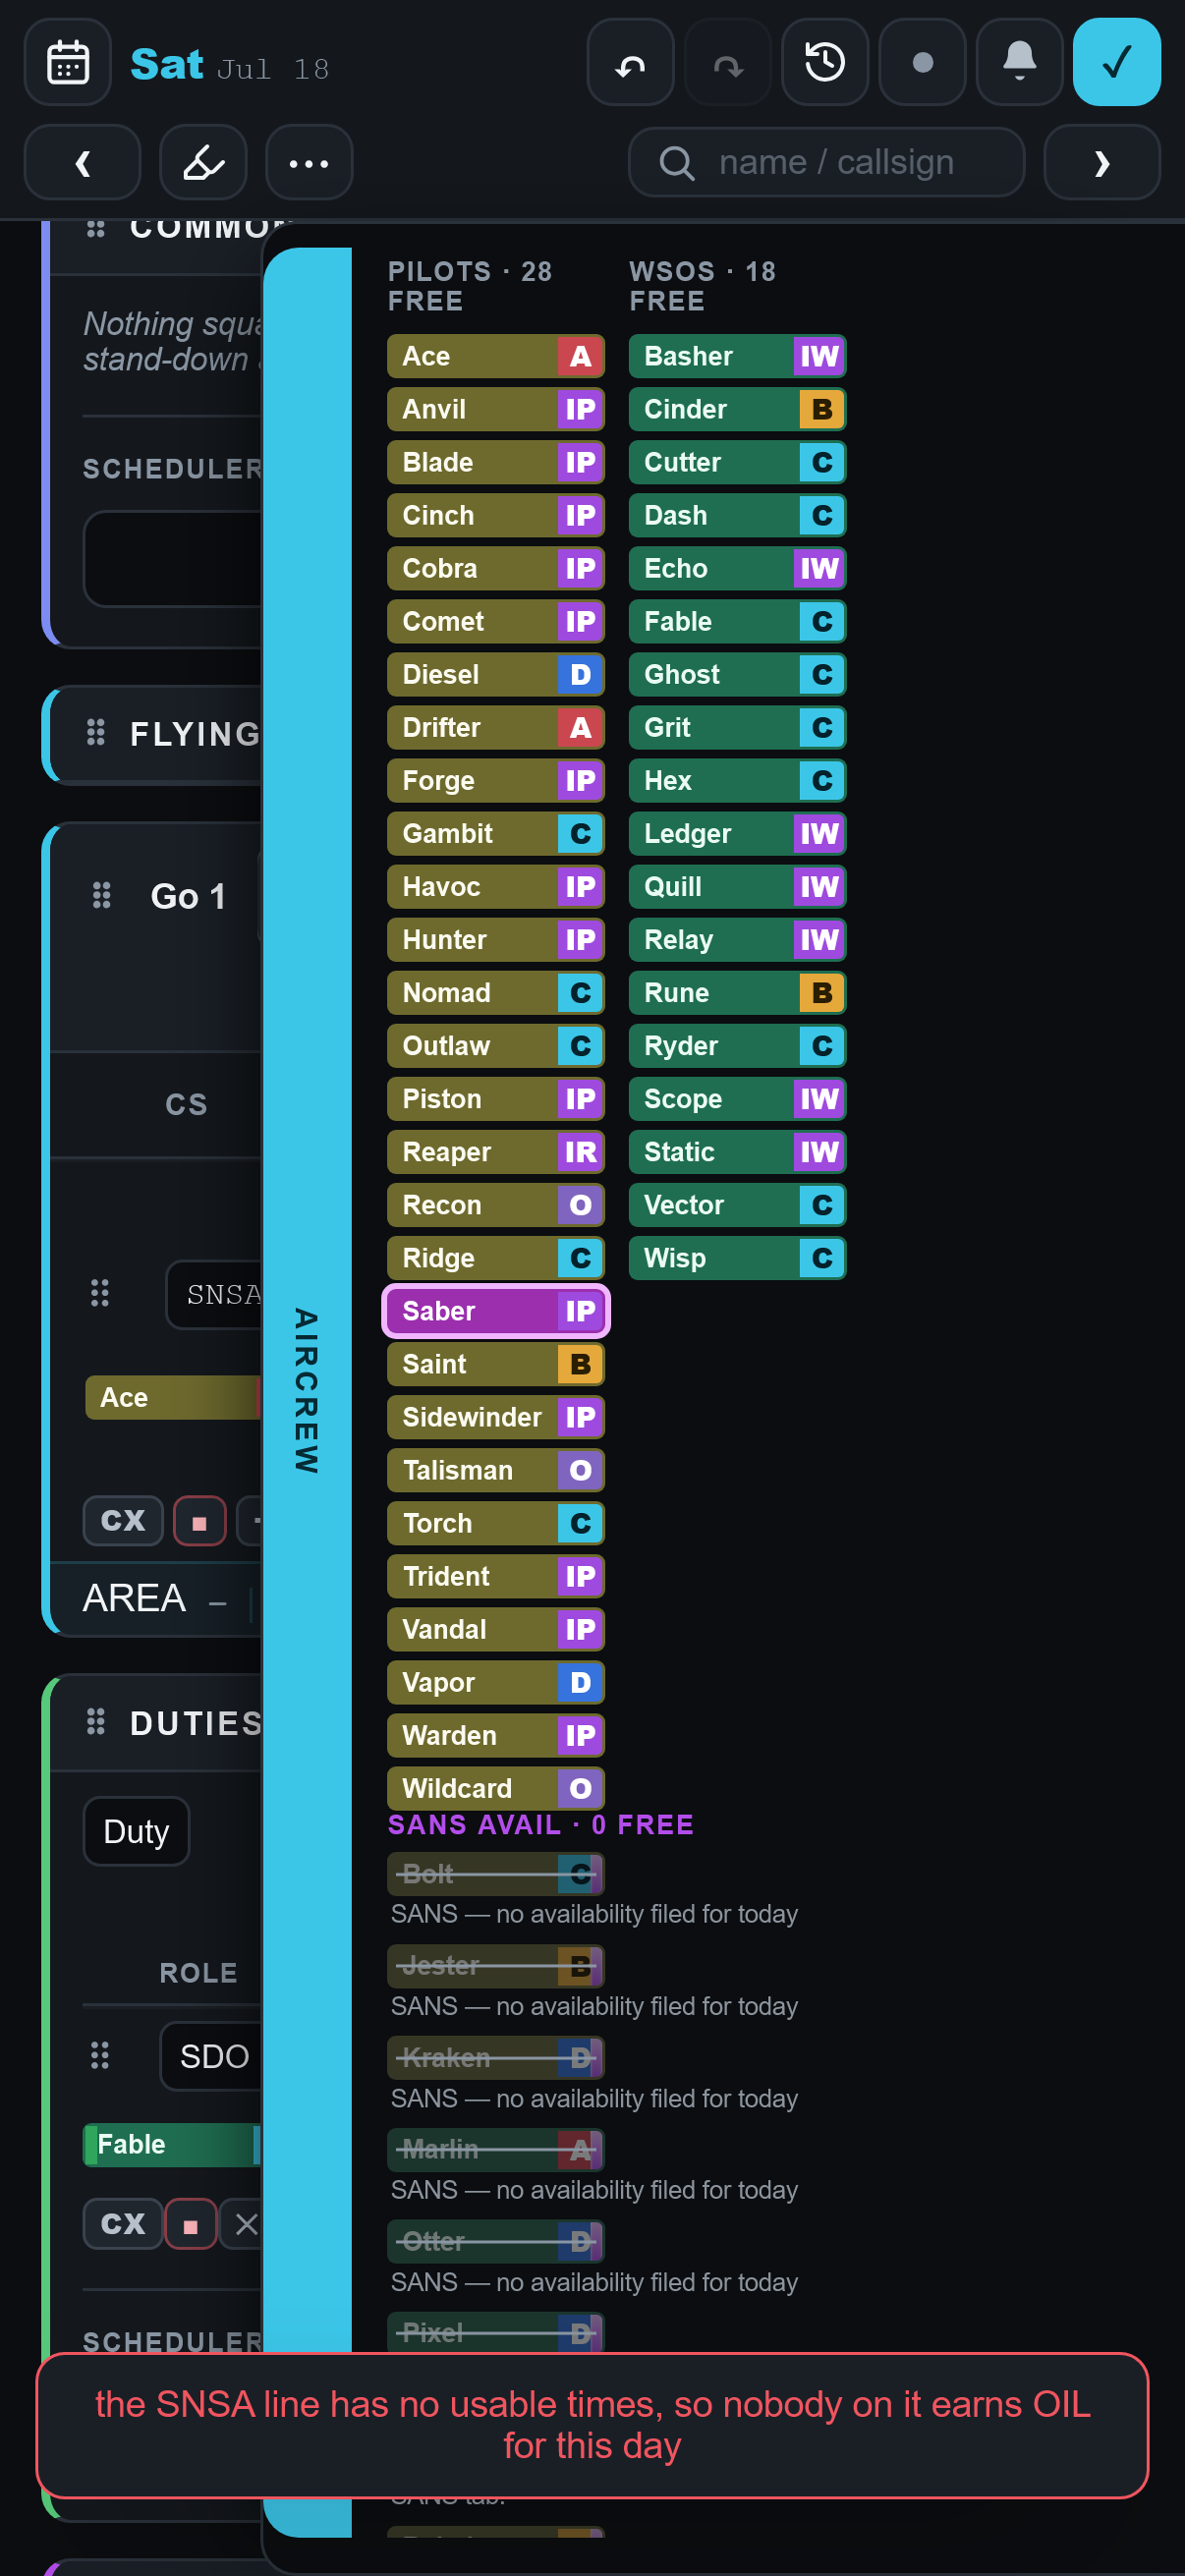 Sat Jul 18
name / callsign
COMMON
Nothing squa
stand-down
SCHEDULER
FLYING
Go 1
CS
SNSA
Ace
CX
AREA –
DUTIES
Duty
ROLE
SDO
Fable
CX
SCHEDULER
AIRCREW
PILOTS · 28 FREE
Ace A
Anvil IP
Blade IP
Cinch IP
Cobra IP
Comet IP
Diesel D
Drifter A
Forge IP
Gambit C
Havoc IP
Hunter IP
Nomad C
Outlaw C
Piston IP
Reaper IR
Recon O
Ridge C
Saber IP
Saint B
Sidewinder IP
Talisman O
Torch C
Trident IP
Vandal IP
Vapor D
Warden IP
Wildcard O
WSOS · 18 FREE
Basher IW
Cinder B
Cutter C
Dash C
Echo IW
Fable C
Ghost C
Grit C
Hex C
Ledger IW
Quill IW
Relay IW
Rune B
Ryder C
Scope IW
Static IW
Vector C
Wisp C
SANS AVAIL · 0 FREE
Bolt C
SANS — no availability filed for today
Jester B
SANS — no availability filed for today
Kraken D
SANS — no availability filed for today
Marlin A
SANS — no availability filed for today
Otter D
SANS — no availability filed for today
Pixel D
the SNSA line has no usable times, so nobody on it earns OIL
for this day
SANS tab.